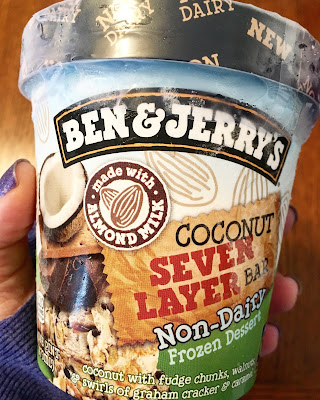 DAIRY
NEW
BEN & JERRY'S
made with
ALMOND MILK
COCONUT
SEVEN
LAYER BAR
Non-Dairy
Frozen Dessert
coconut with fudge chunks, walnuts
& swirls of graham cracker & caramel